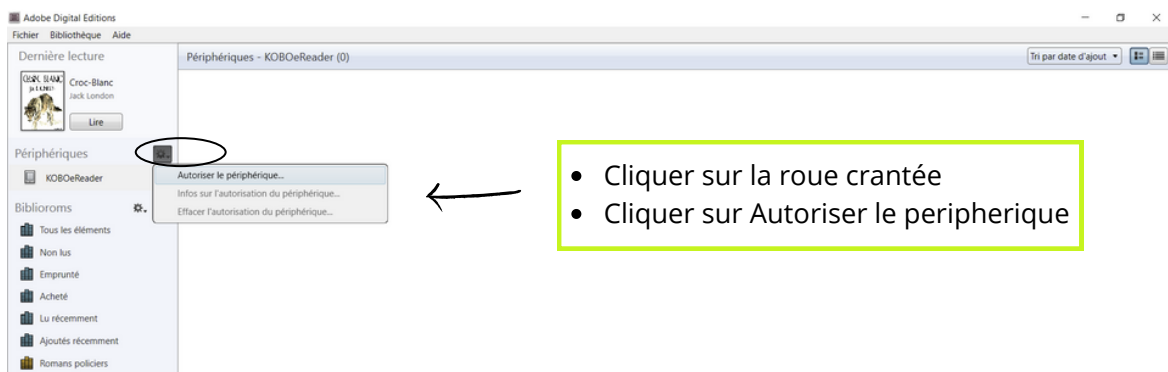 Adobe Digital Editions
Fichier Bibliothèque Aide
Dernière lecture
Périphériques - KOBOeReader (0)
Tri par date d'ajout
CROC BLANC
Croc-Blanc
Jack London
Lire
Périphériques
KOBOeReader
Autoriser le périphérique...
Infos sur l'autorisation du périphérique...
Effacer l'autorisation du périphérique...
• Cliquer sur la roue crantée
• Cliquer sur Autoriser le peripherique
Biblioroms
Tous les éléments
Non lus
Emprunté
Acheté
Lu récemment
Ajoutés récemment
Romans policiers